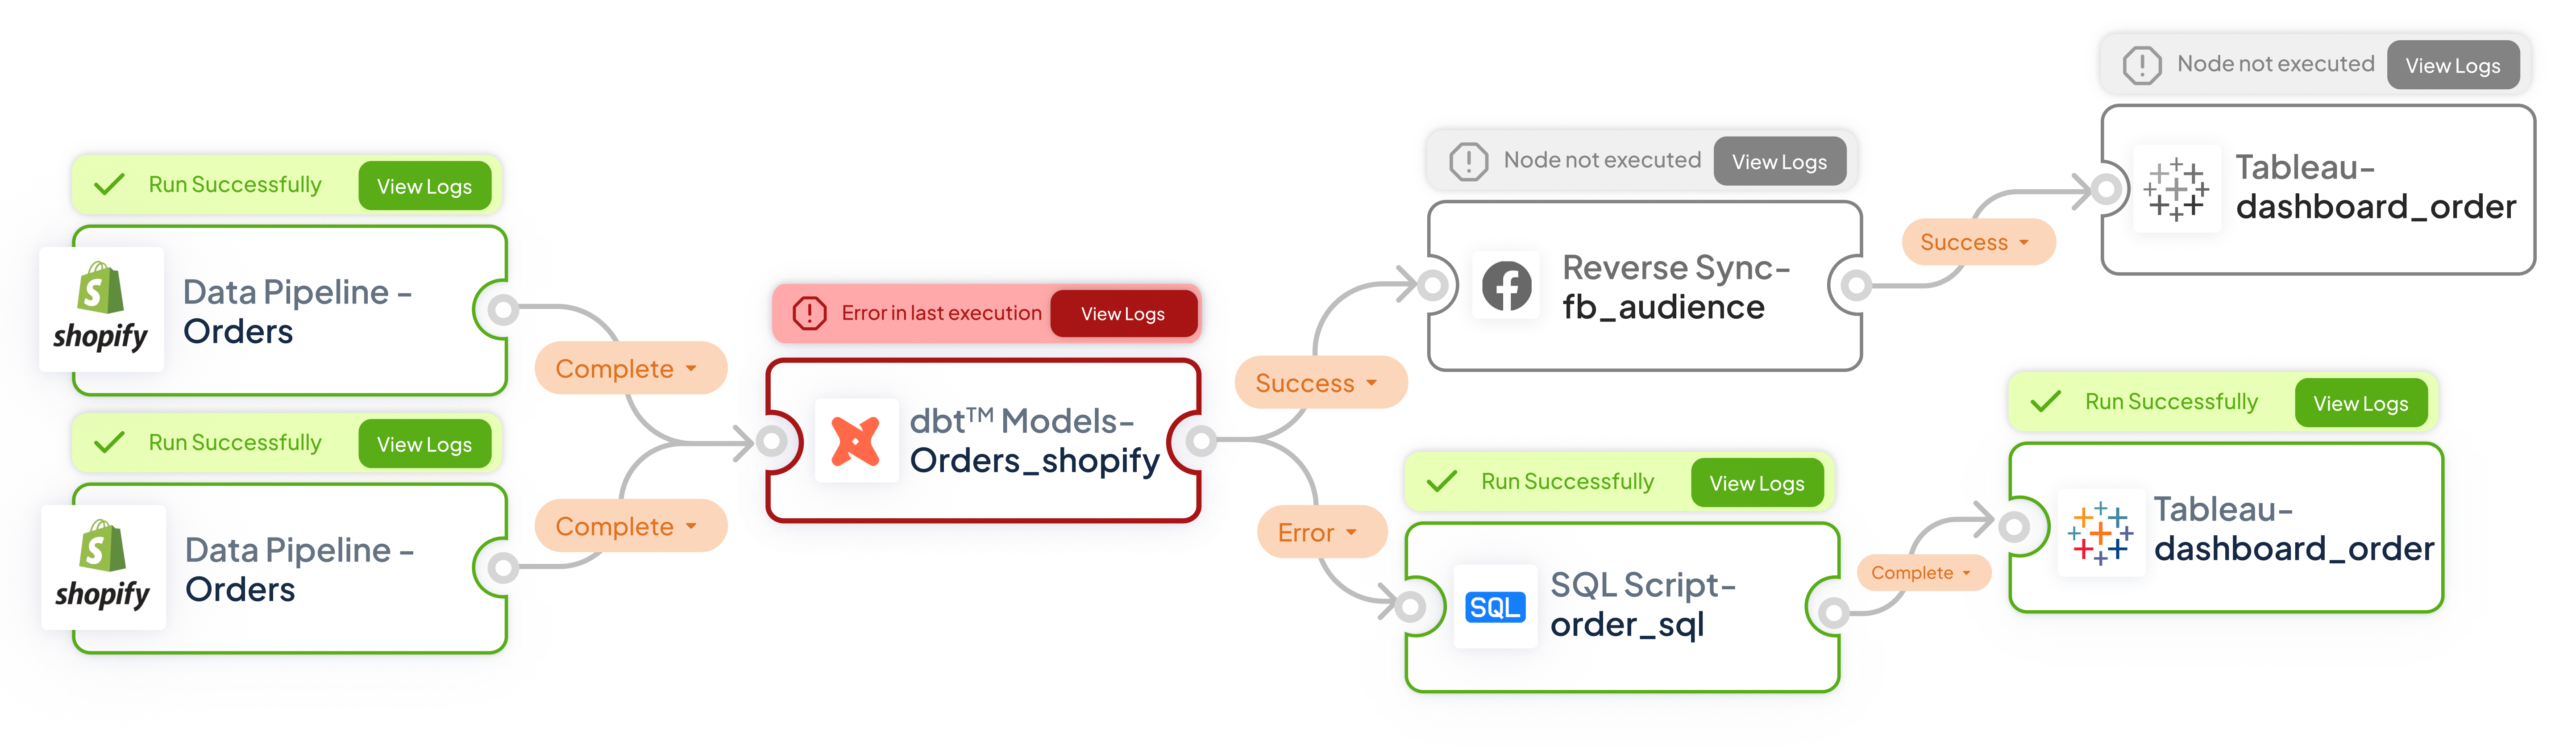 Run Successfully
View Logs
S
shopify
Data Pipeline -
Orders
Complete
Run Successfully
View Logs
S
shopify
Data Pipeline -
Orders
Complete
Error in last execution
View Logs
dbt™ Models-
Orders_shopify
Success
Error
Node not executed
View Logs
Reverse Sync-
fb_audience
Success
Node not executed
View Logs
Tableau-
dashboard_order
Run Successfully
View Logs
SQL
SQL Script-
order_sql
Complete
Run Successfully
View Logs
Tableau-
dashboard_order